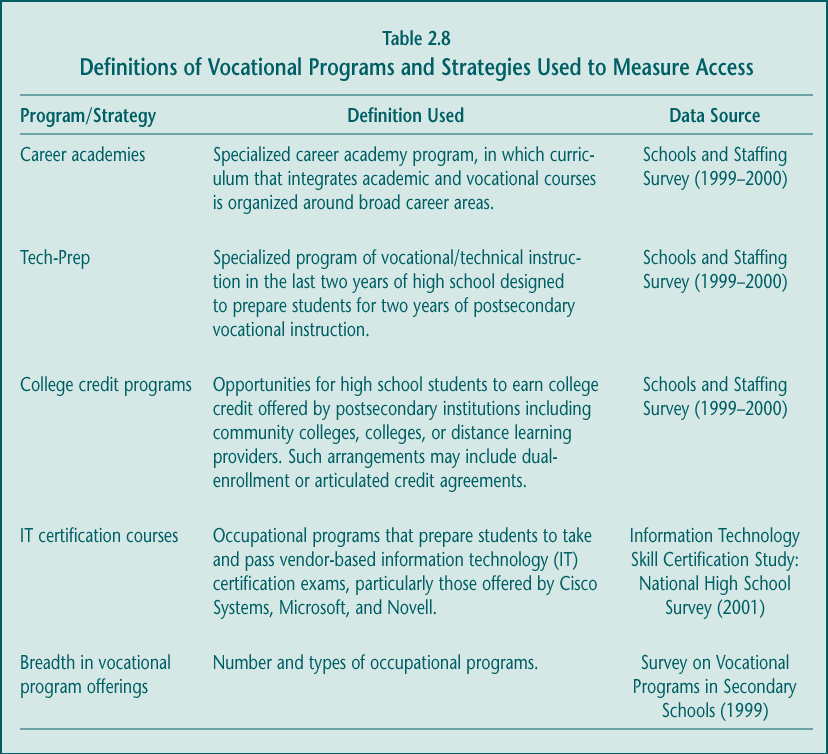 Table 2.8
Definitions of Vocational Programs and Strategies Used to Measure Access
Program/Strategy Definition Used Data Source
Career academies Specialized career academy program, in which curric- Schools and Staffing
ulum that integrates academic and vocational courses Survey (1999–2000)
is organized around broad career areas.
Tech-Prep Specialized program of vocational/technical instruc- Schools and Staffing
tion in the last two years of high school designed Survey (1999–2000)
to prepare students for two years of postsecondary
vocational instruction.
College credit programs Opportunities for high school students to earn college Schools and Staffing
credit offered by postsecondary institutions including Survey (1999–2000)
community colleges, colleges, or distance learning
providers. Such arrangements may include dual-
enrollment or articulated credit agreements.
IT certification courses Occupational programs that prepare students to take Information Technology
and pass vendor-based information technology (IT) Skill Certification Study:
certification exams, particularly those offered by Cisco National High School
Systems, Microsoft, and Novell. Survey (2001)
Breadth in vocational Number and types of occupational programs. Survey on Vocational
program offerings Programs in Secondary
Schools (1999)